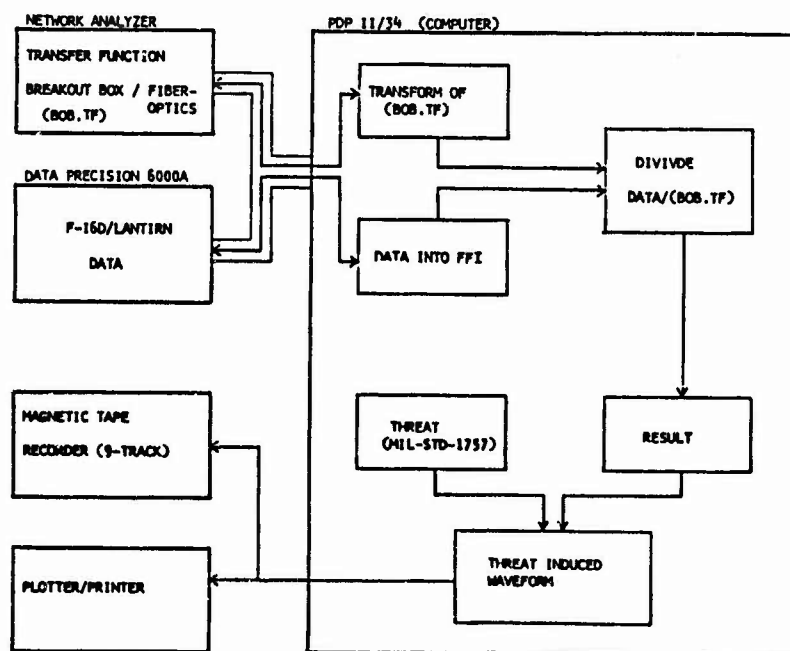 NETWORK ANALYZER
TRANSFER FUNCTION
BREAKOUT BOX / FIBER-
(BOB.TF) OPTICS
DATA PRECISION 6000A
F-16D/LANTIRN
DATA
MAGNETIC TAPE
RECORDER (9-TRACK)
PLOTTER/PRINTER
PDP 11/34 (COMPUTER)
TRANSFORM OF
(BOB.TF)
DATA INTO FFI
DIVIVDE
DATA/(BOB.TF)
THREAT
(MIL-STD-1757)
RESULT
THREAT INDUCED
WAVEFORM